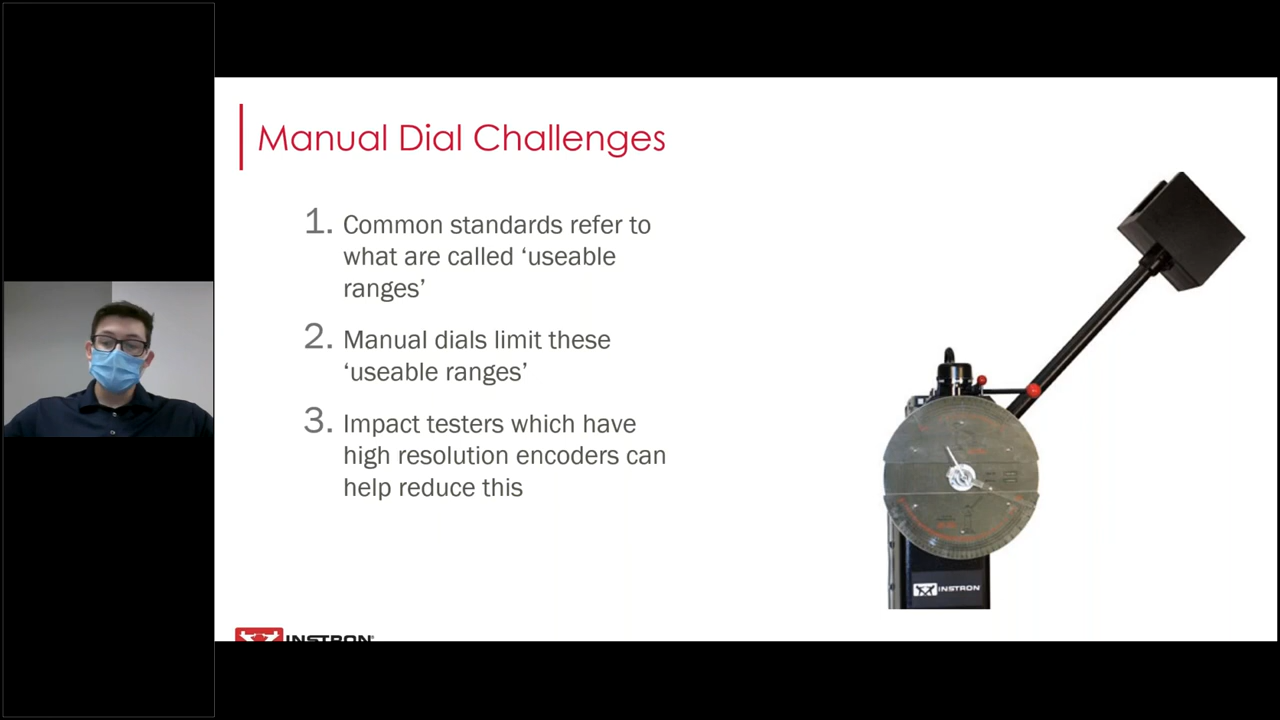 Manual Dial Challenges
1. Common standards refer to
what are called ‘useable
ranges’
2. Manual dials limit these
‘useable ranges’
3. Impact testers which have
high resolution encoders can
help reduce this
INSTRON
INSTRON®